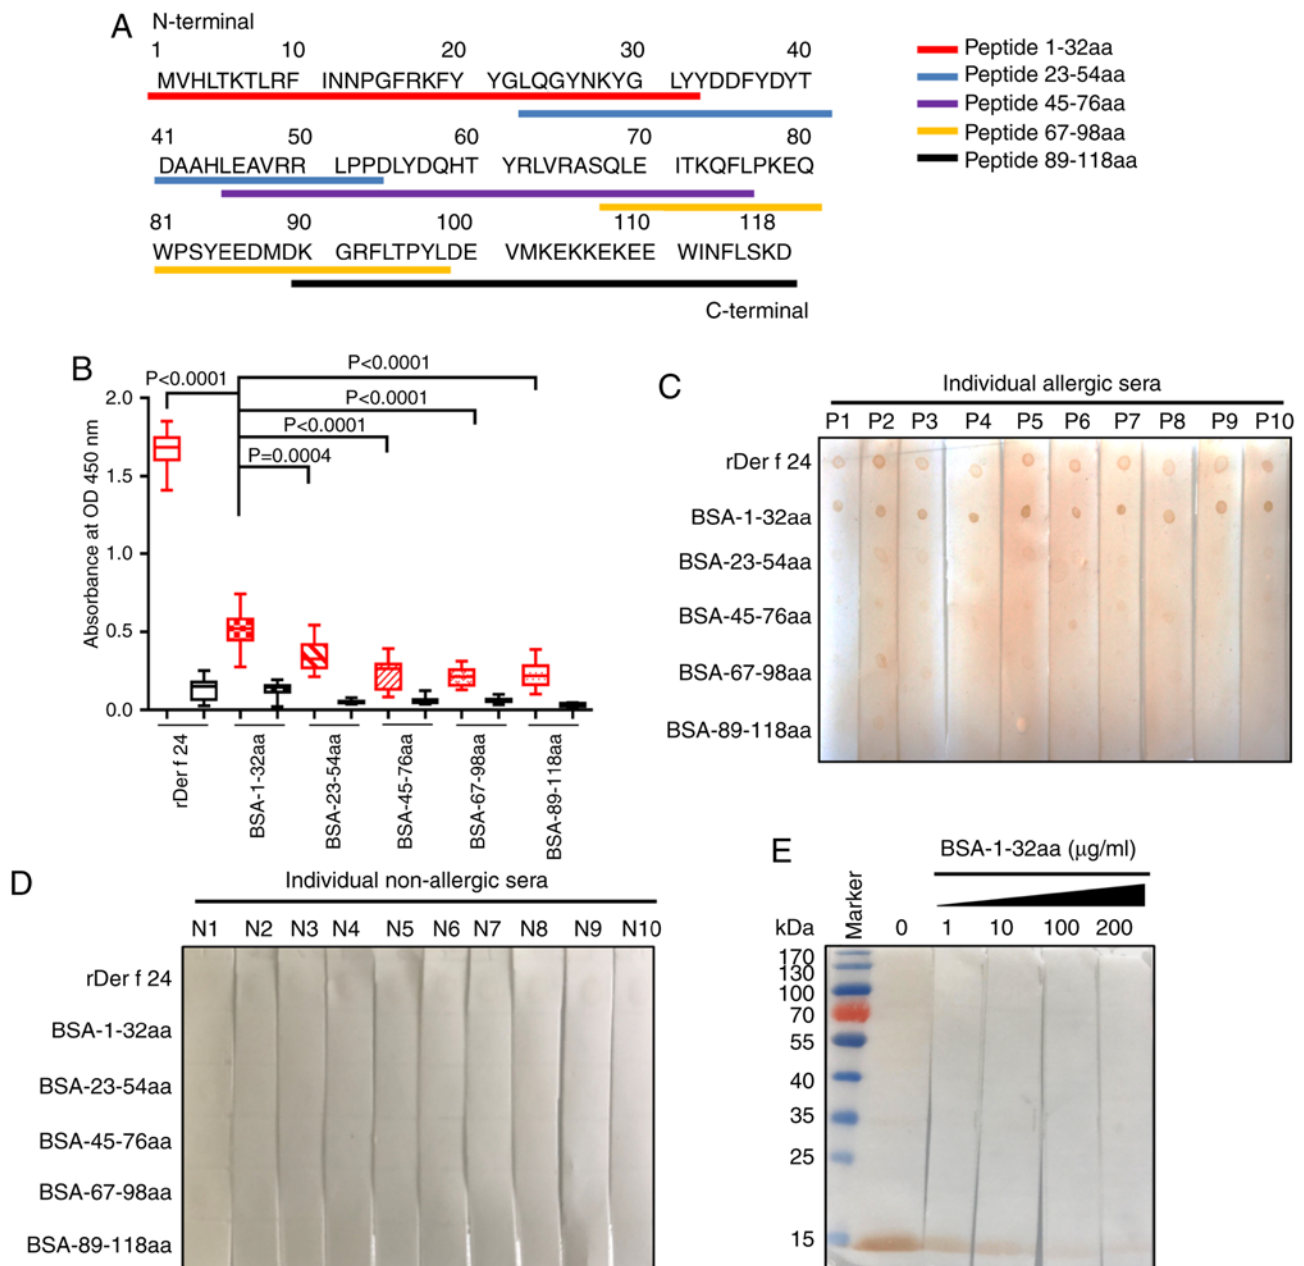 A
N-terminal
1 10 20 30 40
MVHLTKTLRF INNPGFRKFY YGLQGYNKYG LYYDDFYDYT
41 50 60 70 80
DAAHLEAVRR LPPDLYDQHT YRLVRASQLE ITKQFLPKEQ
81 90 100 110 118
WPSYEEDMDK GRFLTPYLDE VMKEKKEKEE WINFLSKD
C-terminal
Peptide 1-32aa
Peptide 23-54aa
Peptide 45-76aa
Peptide 67-98aa
Peptide 89-118aa
B
P<0.0001
P<0.0001
P<0.0001
P<0.0001
P=0.0004
Absorbance at OD 450 nm
2.0
1.5
1.0
0.5
0.0
rDer f 24
BSA-1-32aa
BSA-23-54aa
BSA-45-76aa
BSA-67-98aa
BSA-89-118aa
C
Individual allergic sera
P1 P2 P3 P4 P5 P6 P7 P8 P9 P10
rDer f 24
BSA-1-32aa
BSA-23-54aa
BSA-45-76aa
BSA-67-98aa
BSA-89-118aa
D
Individual non-allergic sera
N1 N2 N3 N4 N5 N6 N7 N8 N9 N10
rDer f 24
BSA-1-32aa
BSA-23-54aa
BSA-45-76aa
BSA-67-98aa
BSA-89-118aa
E
BSA-1-32aa (μg/ml)
kDa Marker 0 1 10 100 200
170
130
100
70
55
40
35
25
15